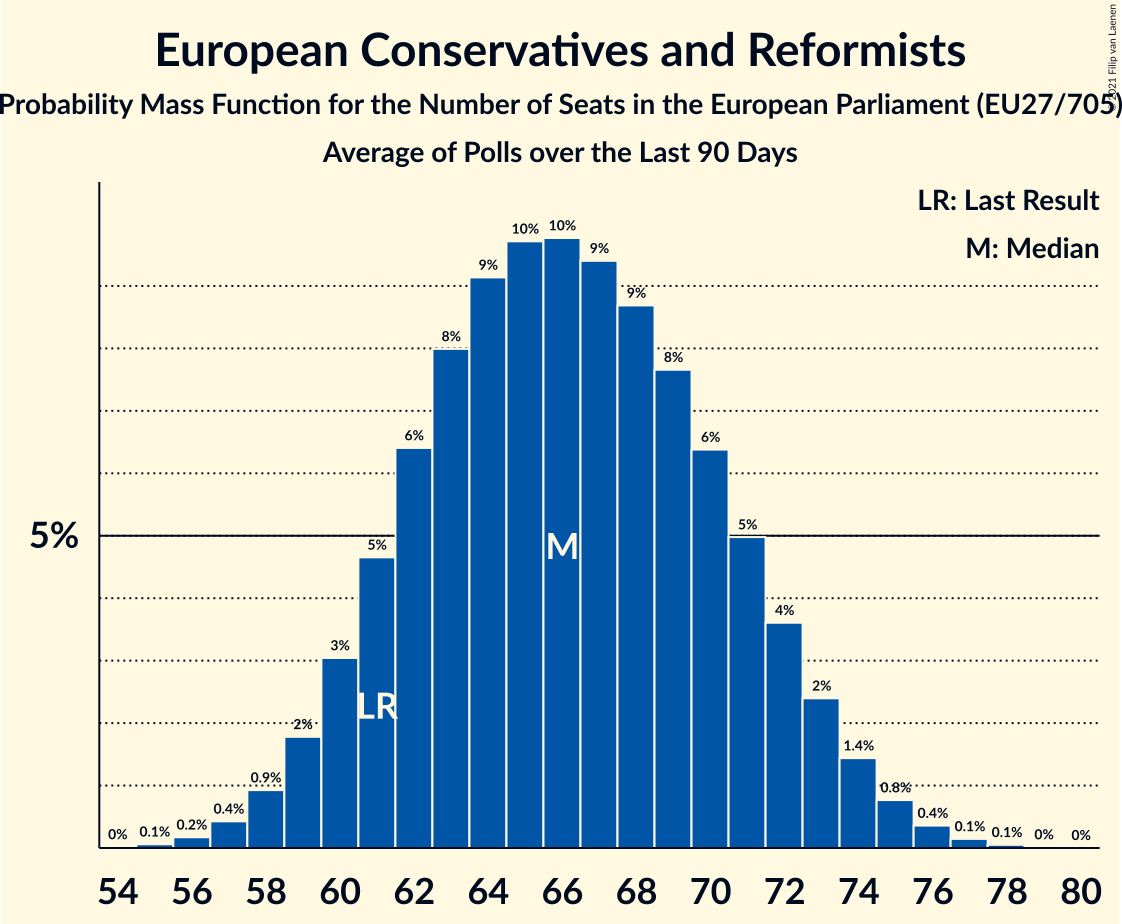 European Conservatives and Reformists
Probability Mass Function for the Number of Seats in the European Parliament (EU27/705)
Average of Polls over the Last 90 Days
© 2021 Filip van Laenen
LR: Last Result
M: Median
5%
0% 0.1% 0.2% 0.4% 0.9% 2% 3% 5% 6% 8% 9% 10% 10% 9% 9% 8% 6% 5% 4% 2% 1.4% 0.8% 0.4% 0.1% 0.1% 0% 0%
M
LR
54 56 58 60 62 64 66 68 70 72 74 76 78 80